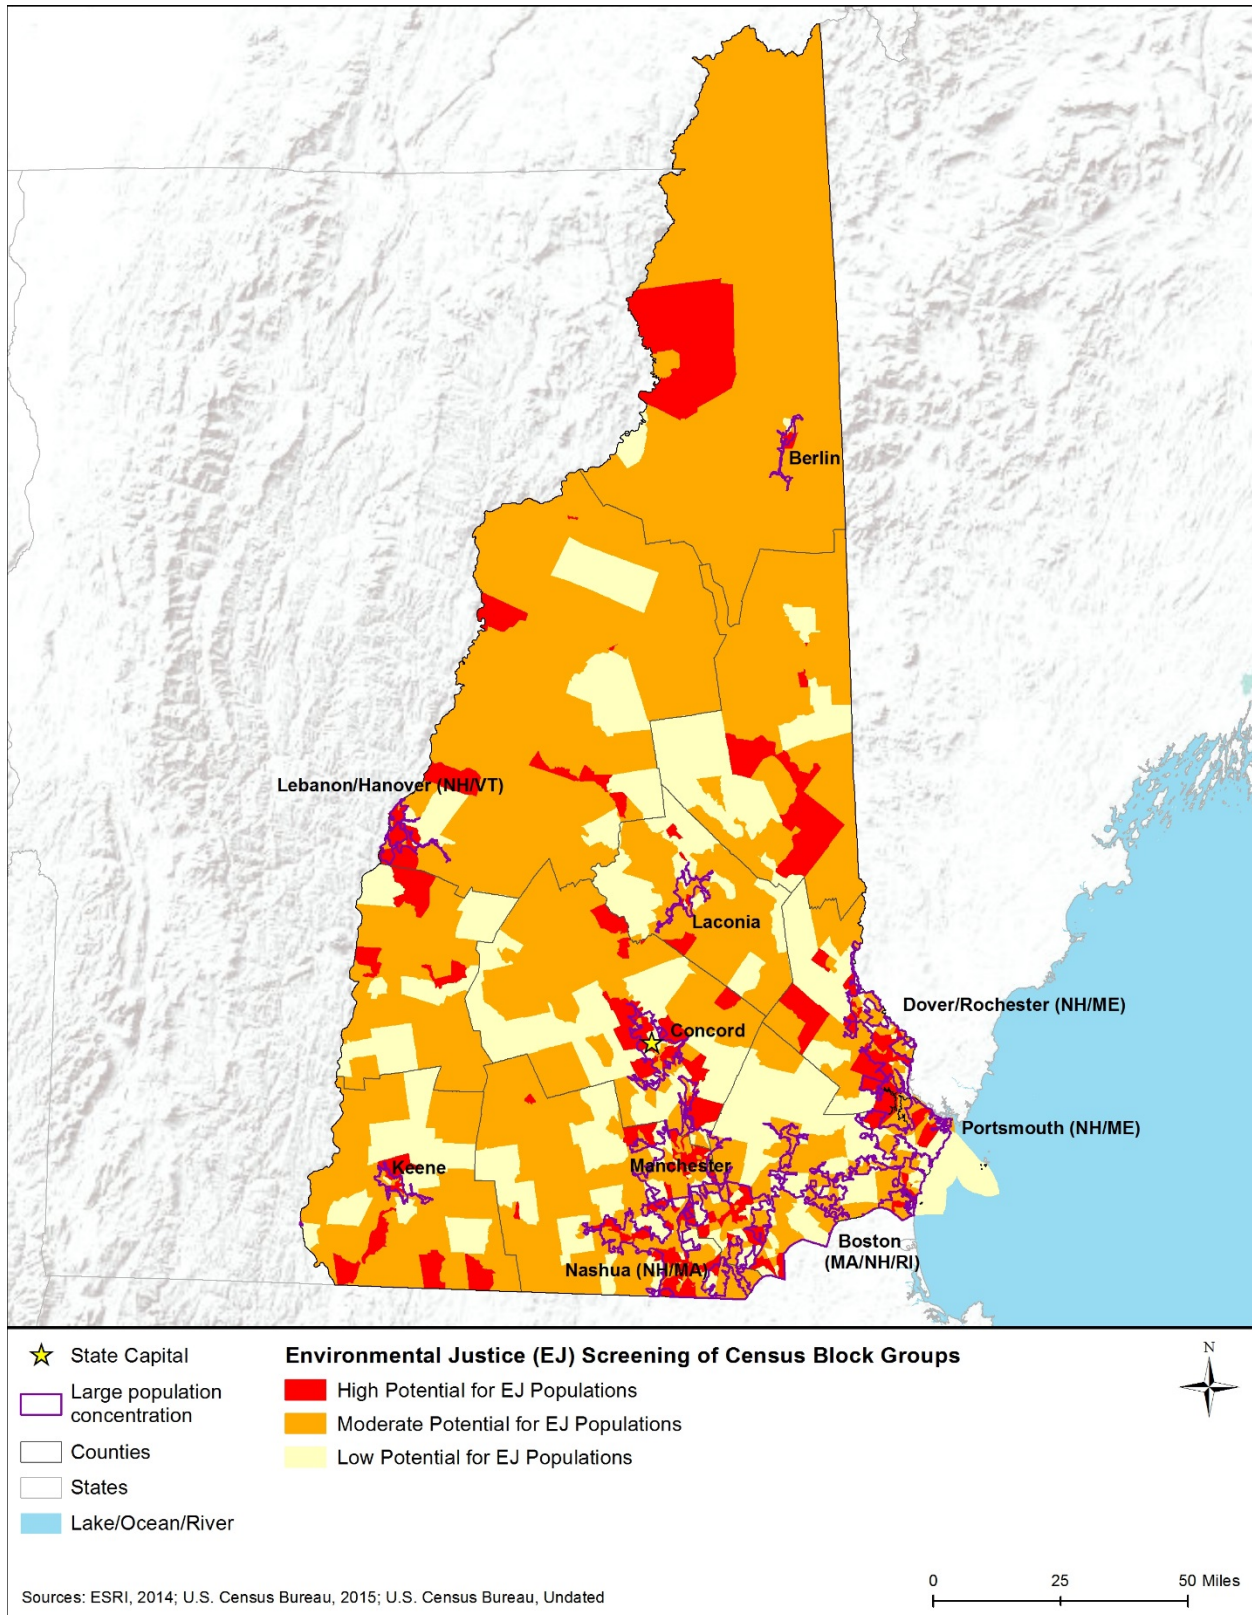 Berlin
Lebanon/Hanover (NH/VT)
Laconia
Dover/Rochester (NH/ME)
Concord
Portsmouth (NH/ME)
Manchester
Keene
Boston
(MA/NH/RI)
Nashua (NH/MA)
State Capital
Large population
concentration
Counties
States
Lake/Ocean/River
Environmental Justice (EJ) Screening of Census Block Groups
High Potential for EJ Populations
Moderate Potential for EJ Populations
Low Potential for EJ Populations
N
Sources: ESRI, 2014; U.S. Census Bureau, 2015; U.S. Census Bureau, Undated
0 25 50 Miles